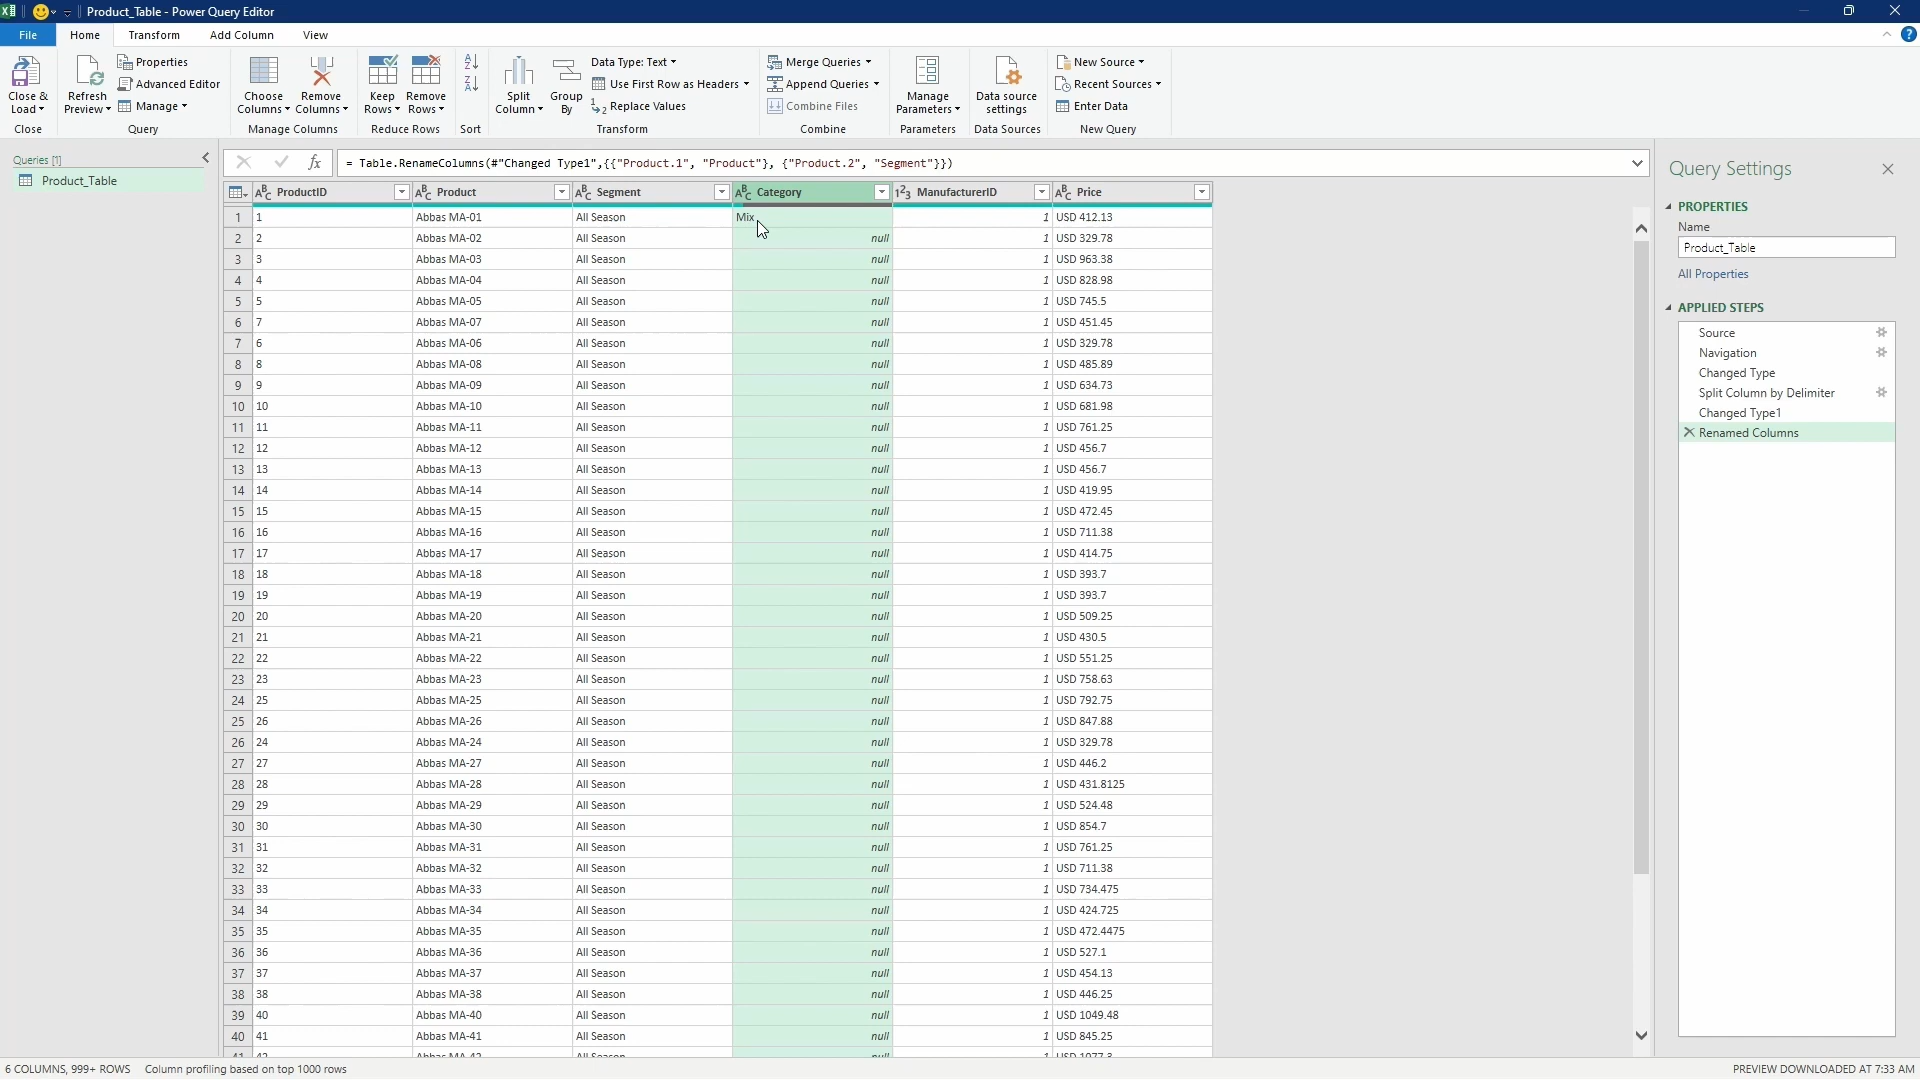 Product_Table - Power Query Editor
File Home Transform Add Column View
Close & Load
Refresh Preview
Properties
Advanced Editor
Manage
Choose Columns
Remove Columns
Keep Rows
Remove Rows
Split Column
Group By
Data Type: Text
Use First Row as Headers
Replace Values
Merge Queries
Append Queries
Combine Files
Manage Parameters
Data source settings
New Source
Recent Sources
Enter Data
Close Query Manage Columns Reduce Rows Sort Transform Combine Parameters Data Sources New Query
Queries [1]
Product_Table
fx = Table.RenameColumns(#"Changed Type1",{{"Product.1", "Product"}, {"Product.2", "Segment"}})
ProductID Product Segment Category ManufacturerID Price
1 1 Abbas MA-01 All Season Mix 1 USD 412.13
2 2 Abbas MA-02 All Season null 1 USD 329.78
3 3 Abbas MA-03 All Season null 1 USD 963.38
4 4 Abbas MA-04 All Season null 1 USD 828.98
5 5 Abbas MA-05 All Season null 1 USD 745.5
6 7 Abbas MA-07 All Season null 1 USD 451.45
7 6 Abbas MA-06 All Season null 1 USD 329.78
8 8 Abbas MA-08 All Season null 1 USD 485.89
9 9 Abbas MA-09 All Season null 1 USD 634.73
10 10 Abbas MA-10 All Season null 1 USD 681.98
11 11 Abbas MA-11 All Season null 1 USD 761.25
12 12 Abbas MA-12 All Season null 1 USD 456.7
13 13 Abbas MA-13 All Season null 1 USD 456.7
14 14 Abbas MA-14 All Season null 1 USD 419.95
15 15 Abbas MA-15 All Season null 1 USD 472.45
16 16 Abbas MA-16 All Season null 1 USD 711.38
17 17 Abbas MA-17 All Season null 1 USD 414.75
18 18 Abbas MA-18 All Season null 1 USD 393.7
19 19 Abbas MA-19 All Season null 1 USD 393.7
20 20 Abbas MA-20 All Season null 1 USD 509.25
21 21 Abbas MA-21 All Season null 1 USD 430.5
22 22 Abbas MA-22 All Season null 1 USD 551.25
23 23 Abbas MA-23 All Season null 1 USD 758.63
24 25 Abbas MA-25 All Season null 1 USD 792.75
25 26 Abbas MA-26 All Season null 1 USD 847.88
26 24 Abbas MA-24 All Season null 1 USD 329.78
27 27 Abbas MA-27 All Season null 1 USD 446.2
28 28 Abbas MA-28 All Season null 1 USD 431.8125
29 29 Abbas MA-29 All Season null 1 USD 524.48
30 30 Abbas MA-30 All Season null 1 USD 854.7
31 31 Abbas MA-31 All Season null 1 USD 761.25
32 32 Abbas MA-32 All Season null 1 USD 711.38
33 33 Abbas MA-33 All Season null 1 USD 734.475
34 34 Abbas MA-34 All Season null 1 USD 424.725
35 35 Abbas MA-35 All Season null 1 USD 472.4475
36 36 Abbas MA-36 All Season null 1 USD 527.1
37 37 Abbas MA-37 All Season null 1 USD 454.13
38 38 Abbas MA-38 All Season null 1 USD 446.25
39 40 Abbas MA-40 All Season null 1 USD 1049.48
40 41 Abbas MA-41 All Season null 1 USD 845.25
Query Settings
PROPERTIES
Name
Product_Table
All Properties
APPLIED STEPS
Source
Navigation
Changed Type
Split Column by Delimiter
Changed Type1
Renamed Columns
6 COLUMNS, 999+ ROWS Column profiling based on top 1000 rows
PREVIEW DOWNLOADED AT 7:33 AM